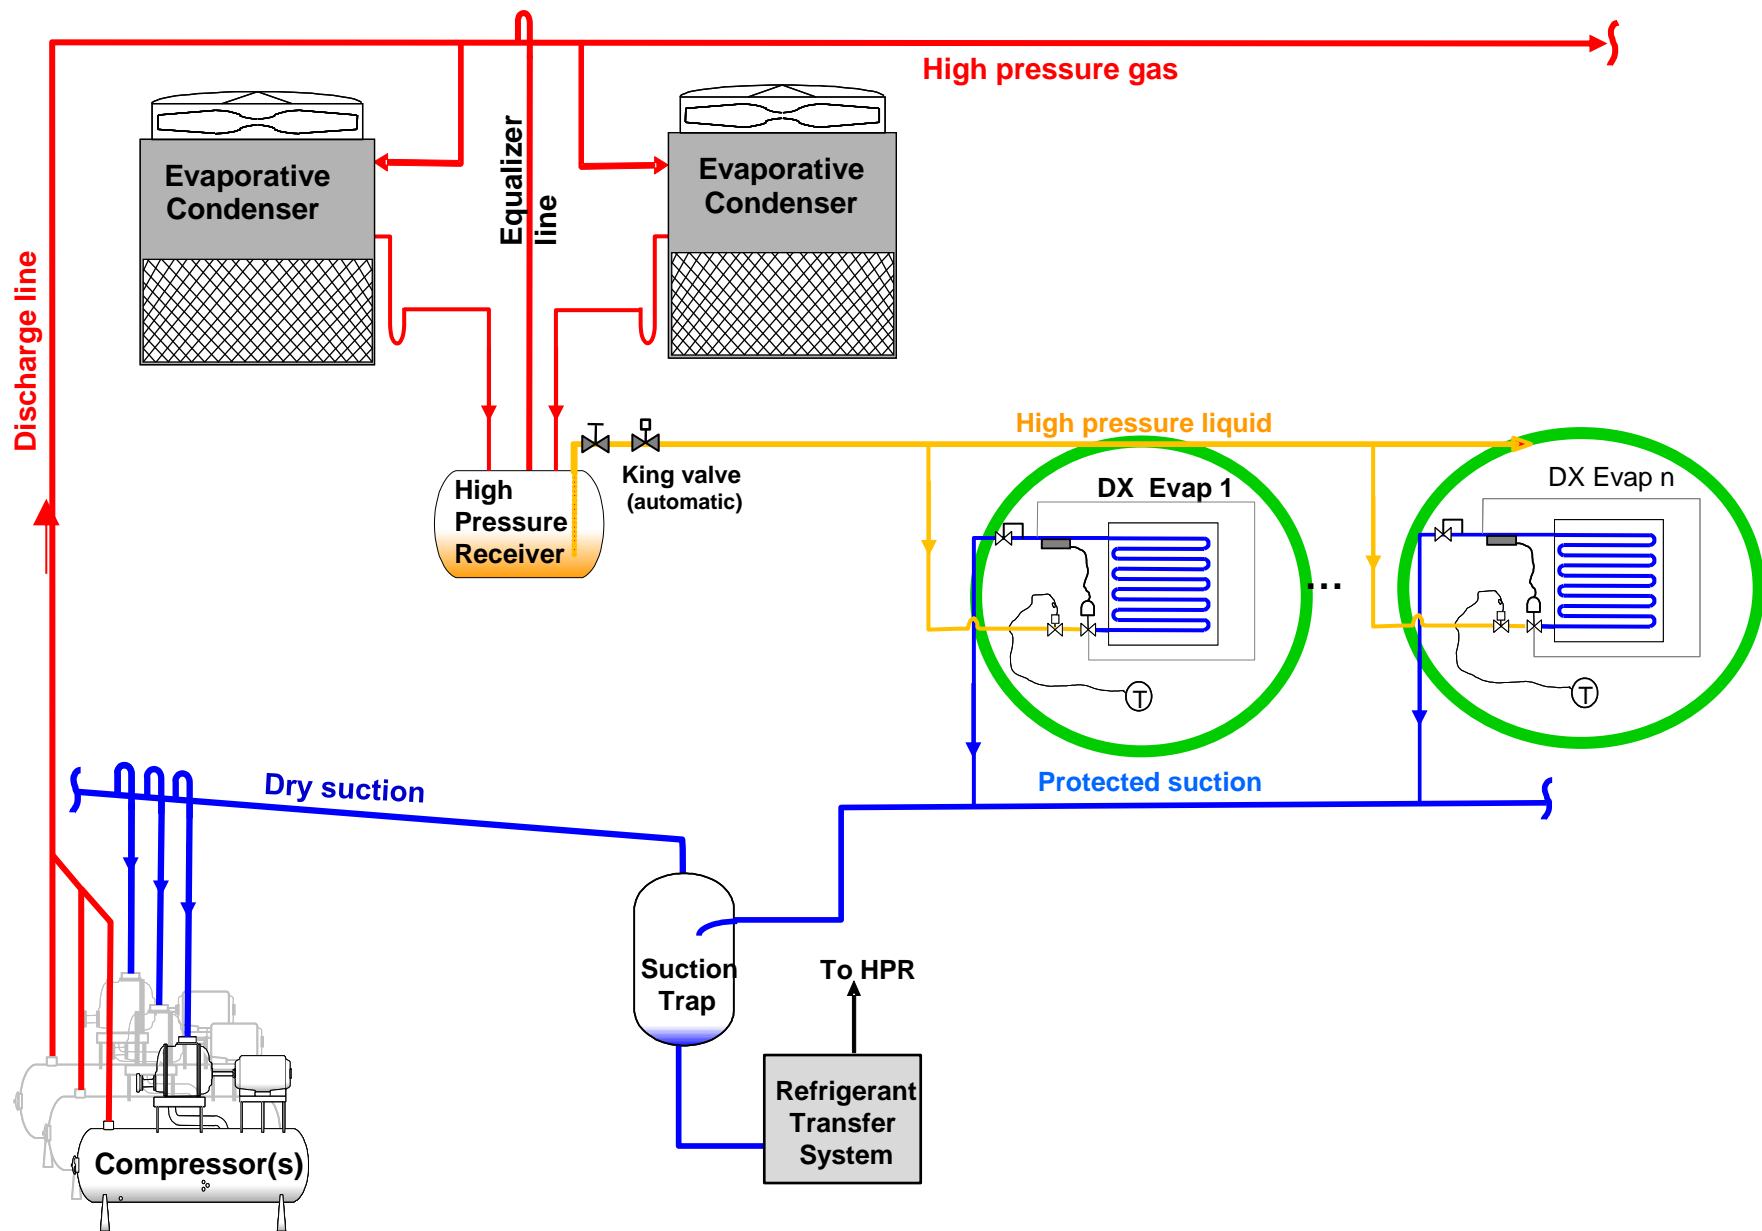 High pressure gas
Evaporative
Condenser
Equalizer
line
Evaporative
Condenser
Discharge line
High pressure liquid
King valve
(automatic)
High
Pressure
Receiver
DX Evap 1
DX Evap n
...
T
T
Dry suction
Protected suction
Suction
Trap
To HPR
Refrigerant
Transfer
System
Compressor(s)